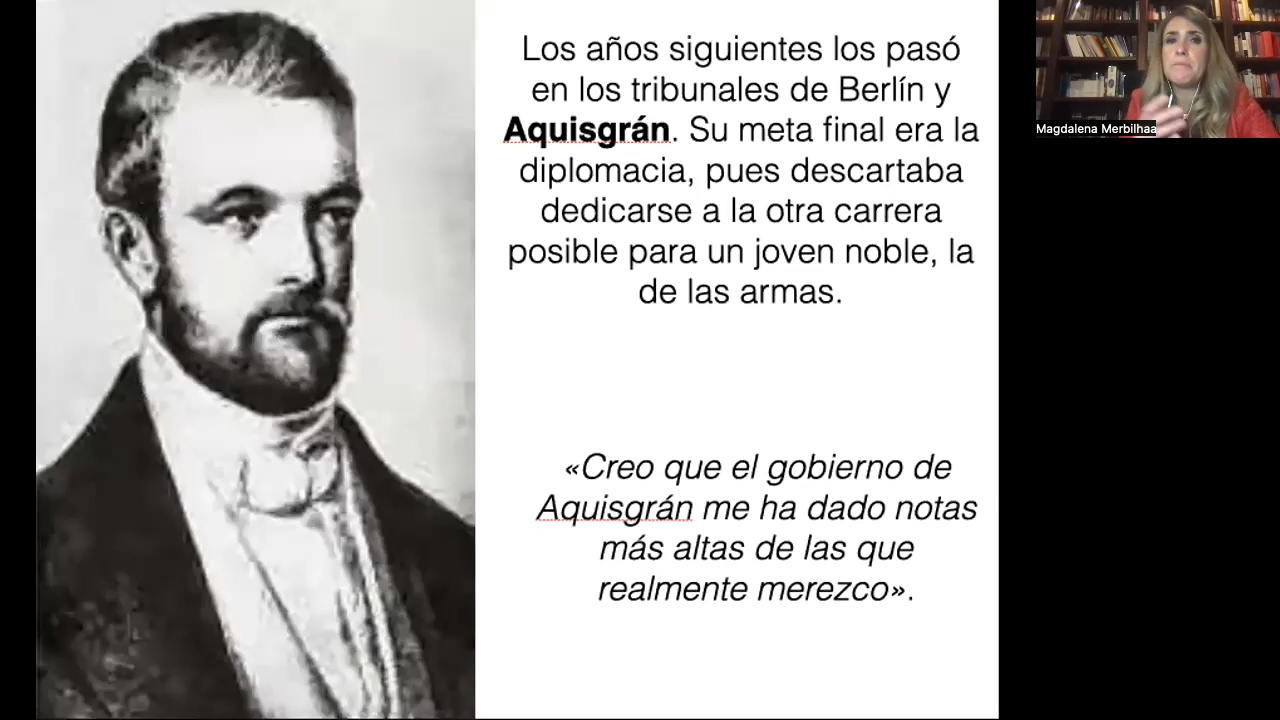 Los años siguientes los pasó
en los tribunales de Berlín y
Aquisgrán. Su meta final era la
diplomacia, pues descartaba
dedicarse a la otra carrera
posible para un joven noble, la
de las armas.
«Creo que el gobierno de
Aquisgrán me ha dado notas
más altas de las que
realmente merezco».
Magdalena Merbilhaa